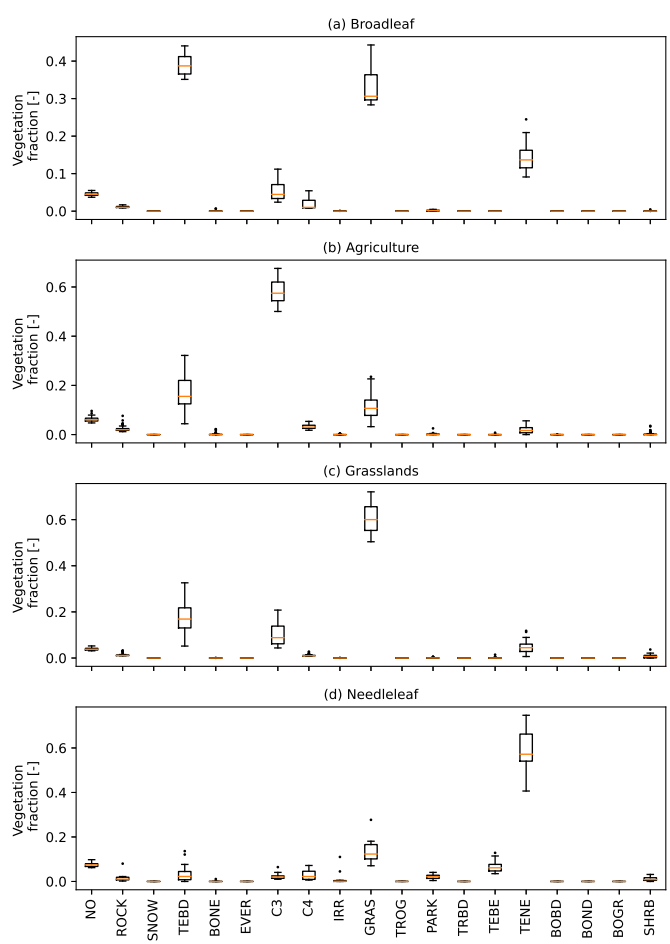 (a) Broadleaf
Vegetation
fraction [-]
0.4
0.3
0.2
0.1
0.0
(b) Agriculture
Vegetation
fraction [-]
0.6
0.4
0.2
0.0
(c) Grasslands
Vegetation
fraction [-]
0.6
0.4
0.2
0.0
(d) Needleleaf
Vegetation
fraction [-]
0.6
0.4
0.2
0.0
NO ROCK SNOW TEBD BONE EVER C3 C4 IRR GRAS TROG PARK TRBD TEBE TENE BOBD BOND BOGR SHRB